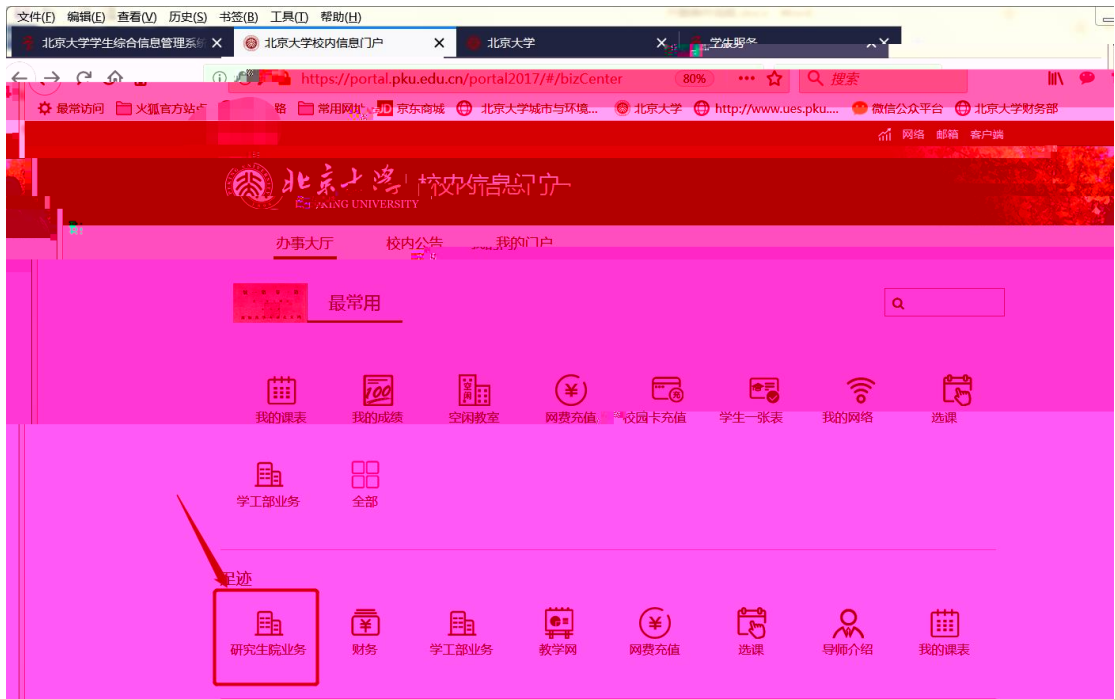 文件(F) 编辑(E) 查看(V) 历史(S) 书签(B) 工具(T) 帮助(H)
北京大学学生综合信息管理系统 北京大学校内信息门户 北京大学 学生服务
https://portal.pku.edu.cn/portal2017/#/bizCenter 80% 搜索
最常访问 火狐官方站点 常用网址 JD 京东商城 北京大学城市与环境... 北京大学 http://www.ues.pku.... 微信公众平台 北京大学财务部
网络 邮箱 客户端
北京大学 校内信息门户
PEKING UNIVERSITY
办事大厅 校内公告 我的门户
最常用
我的课表 我的成绩 空闲教室 网费充值 校园卡充值 学生一张表 我的网络 选课
学工部业务 全部
足迹
研究生院业务 财务 学工部业务 教学网 网费充值 选课 导师介绍 我的课表